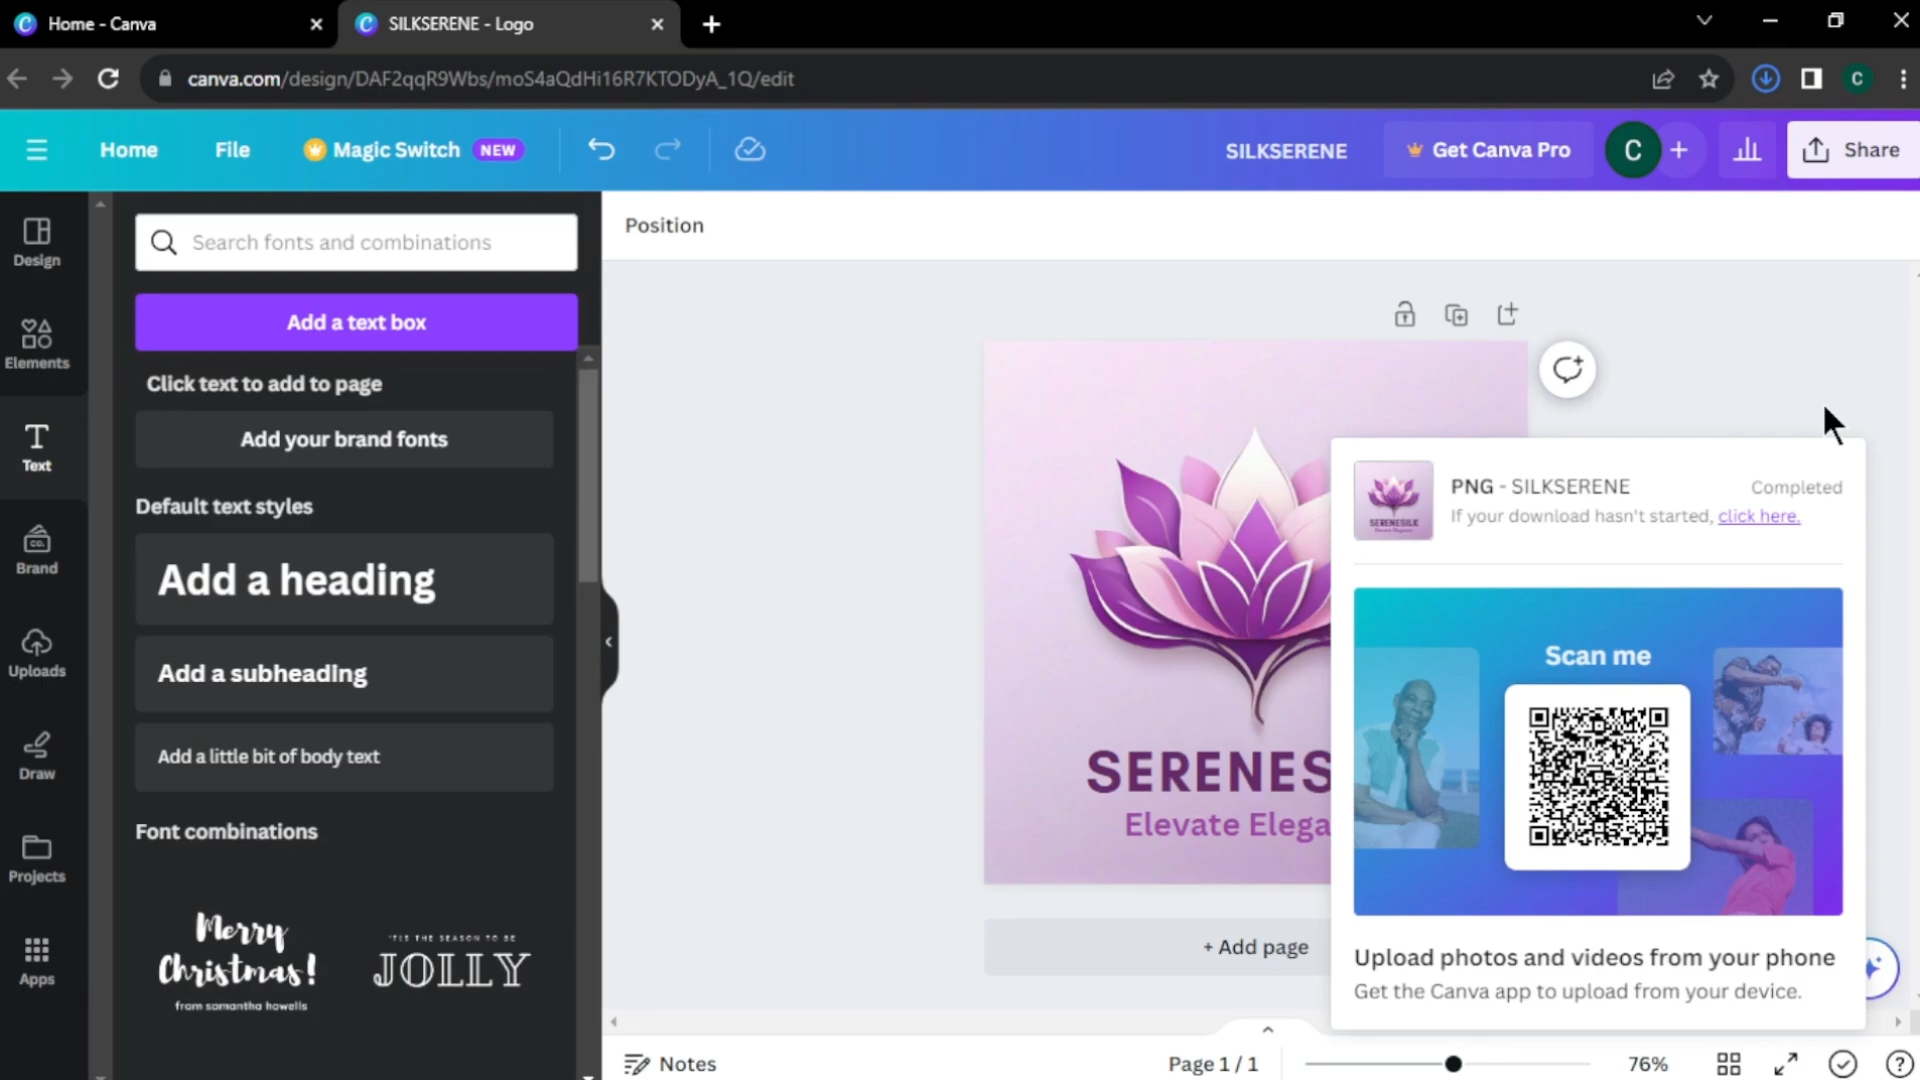 Home - Canva
SILKSERENE - Logo
canva.com/design/DAF2qqR9Wbs/moS4aQdHi16R7KTODyA_1Q/edit
C
Home
File
Magic Switch
NEW
SILKSERENE
Get Canva Pro
C
Share
Design
Elements
Text
Brand
CO.
Uploads
Draw
Projects
Apps
Search fonts and combinations
Add a text box
Click text to add to page
Add your brand fonts
Default text styles
Add a heading
Add a subheading
Add a little bit of body text
Font combinations
Merry
Christmas!
from samantha howells
'TIS THE SEASON TO BE
JOLLY
Position
SERENES
Elevate Elega
+ Add page
PNG - SILKSERENE
Completed
If your download hasn't started, click here.
SERENESILK
Elevate Elegance
Scan me
Upload photos and videos from your phone
Get the Canva app to upload from your device.
Notes
Page 1 / 1
76%